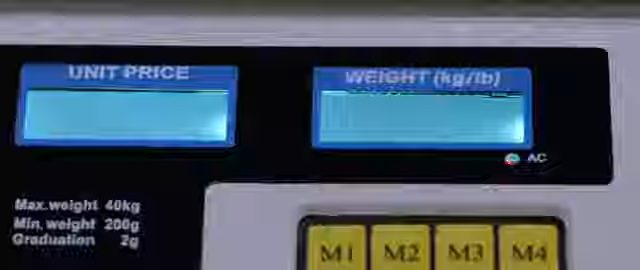 UNIT PRICE
WEIGHT (kg/lb)
AC
Max. weight 40kg
Min. weight 200g
Graduation 2g
M1 M2 M3 M4